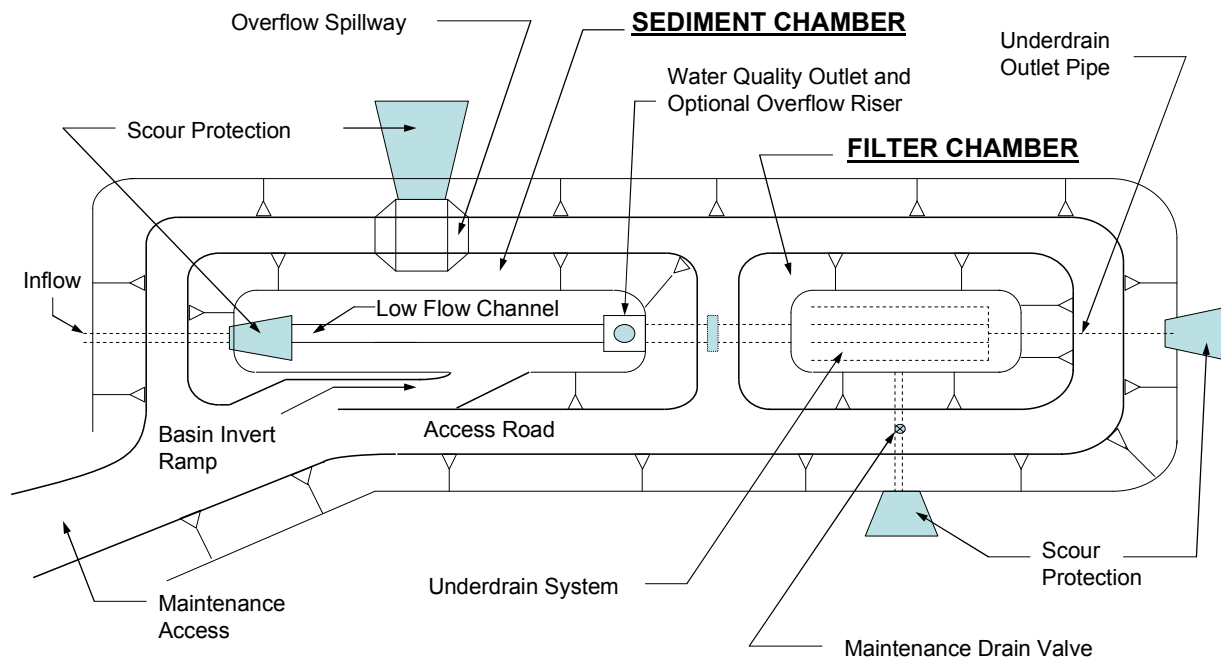 Overflow Spillway
SEDIMENT CHAMBER
Underdrain
Outlet Pipe
Water Quality Outlet and
Optional Overflow Riser
Scour Protection
FILTER CHAMBER
Inflow
Low Flow Channel
Basin Invert
Ramp
Access Road
Maintenance
Access
Underdrain System
Scour
Protection
Maintenance Drain Valve